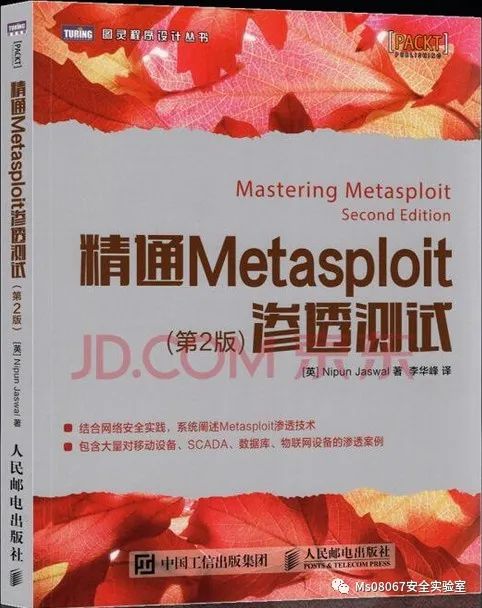 TURING 图灵程序设计丛书
[PACKT]
PUBLISHING
Mastering Metasploit
Second Edition
精通Metasploit
(第2版) 渗透测试
JD.COM 京东
[英] Nipun Jaswal 著 李华峰 译
结合网络安全实践，系统阐述Metasploit渗透技术
包含大量对移动设备、SCADA、数据库、物联网设备的渗透案例
中国工信出版集团
人民邮电出版社
POSTS & TELECOM PRESS
TURING
[PACKT]
精通Metasploit渗透测试
(第2版)
[英] Nipun Jaswal 著
人民邮电出版社
Ms08067安全实验室